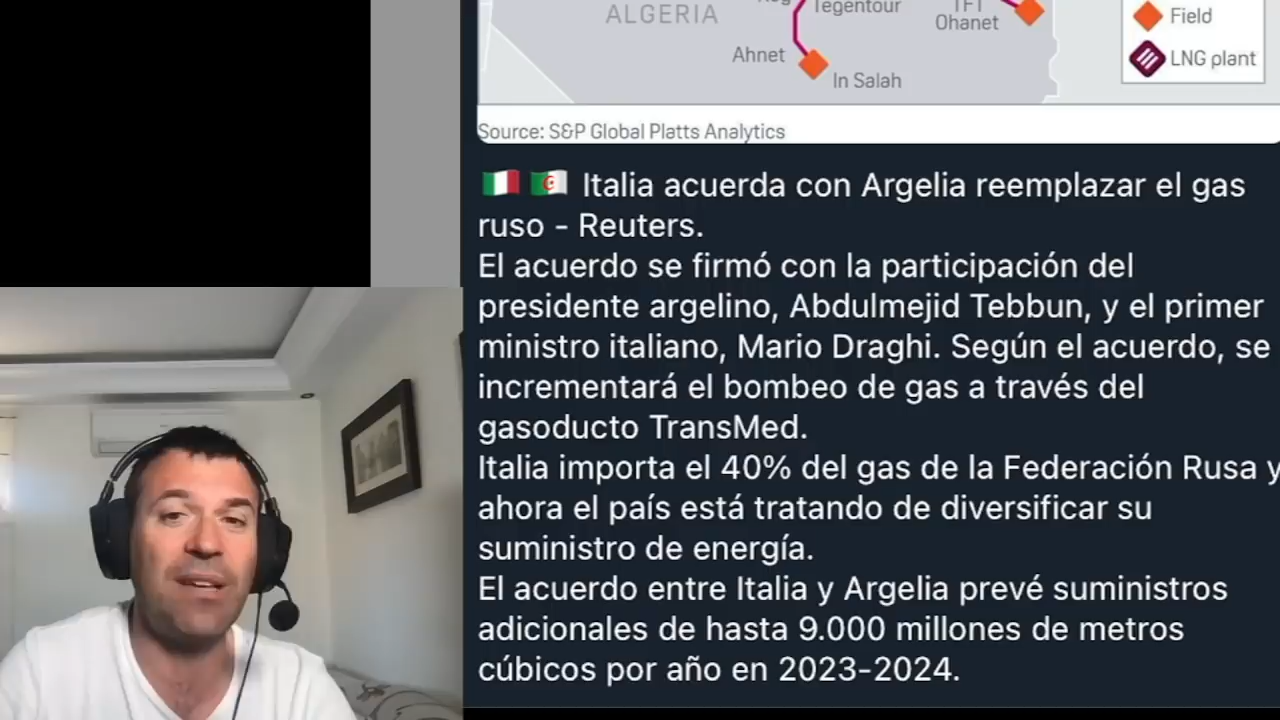 ALGERIA
Tegentour
TFT
Ohanet
Field
Ahnet
LNG plant
In Salah
Source: S&P Global Platts Analytics
🇮🇹 🇩🇿 Italia acuerda con Argelia reemplazar el gas
ruso - Reuters.
El acuerdo se firmó con la participación del
presidente argelino, Abdulmejid Tebbun, y el primer
ministro italiano, Mario Draghi. Según el acuerdo, se
incrementará el bombeo de gas a través del
gasoducto TransMed.
Italia importa el 40% del gas de la Federación Rusa y
ahora el país está tratando de diversificar su
suministro de energía.
El acuerdo entre Italia y Argelia prevé suministros
adicionales de hasta 9.000 millones de metros
cúbicos por año en 2023-2024.